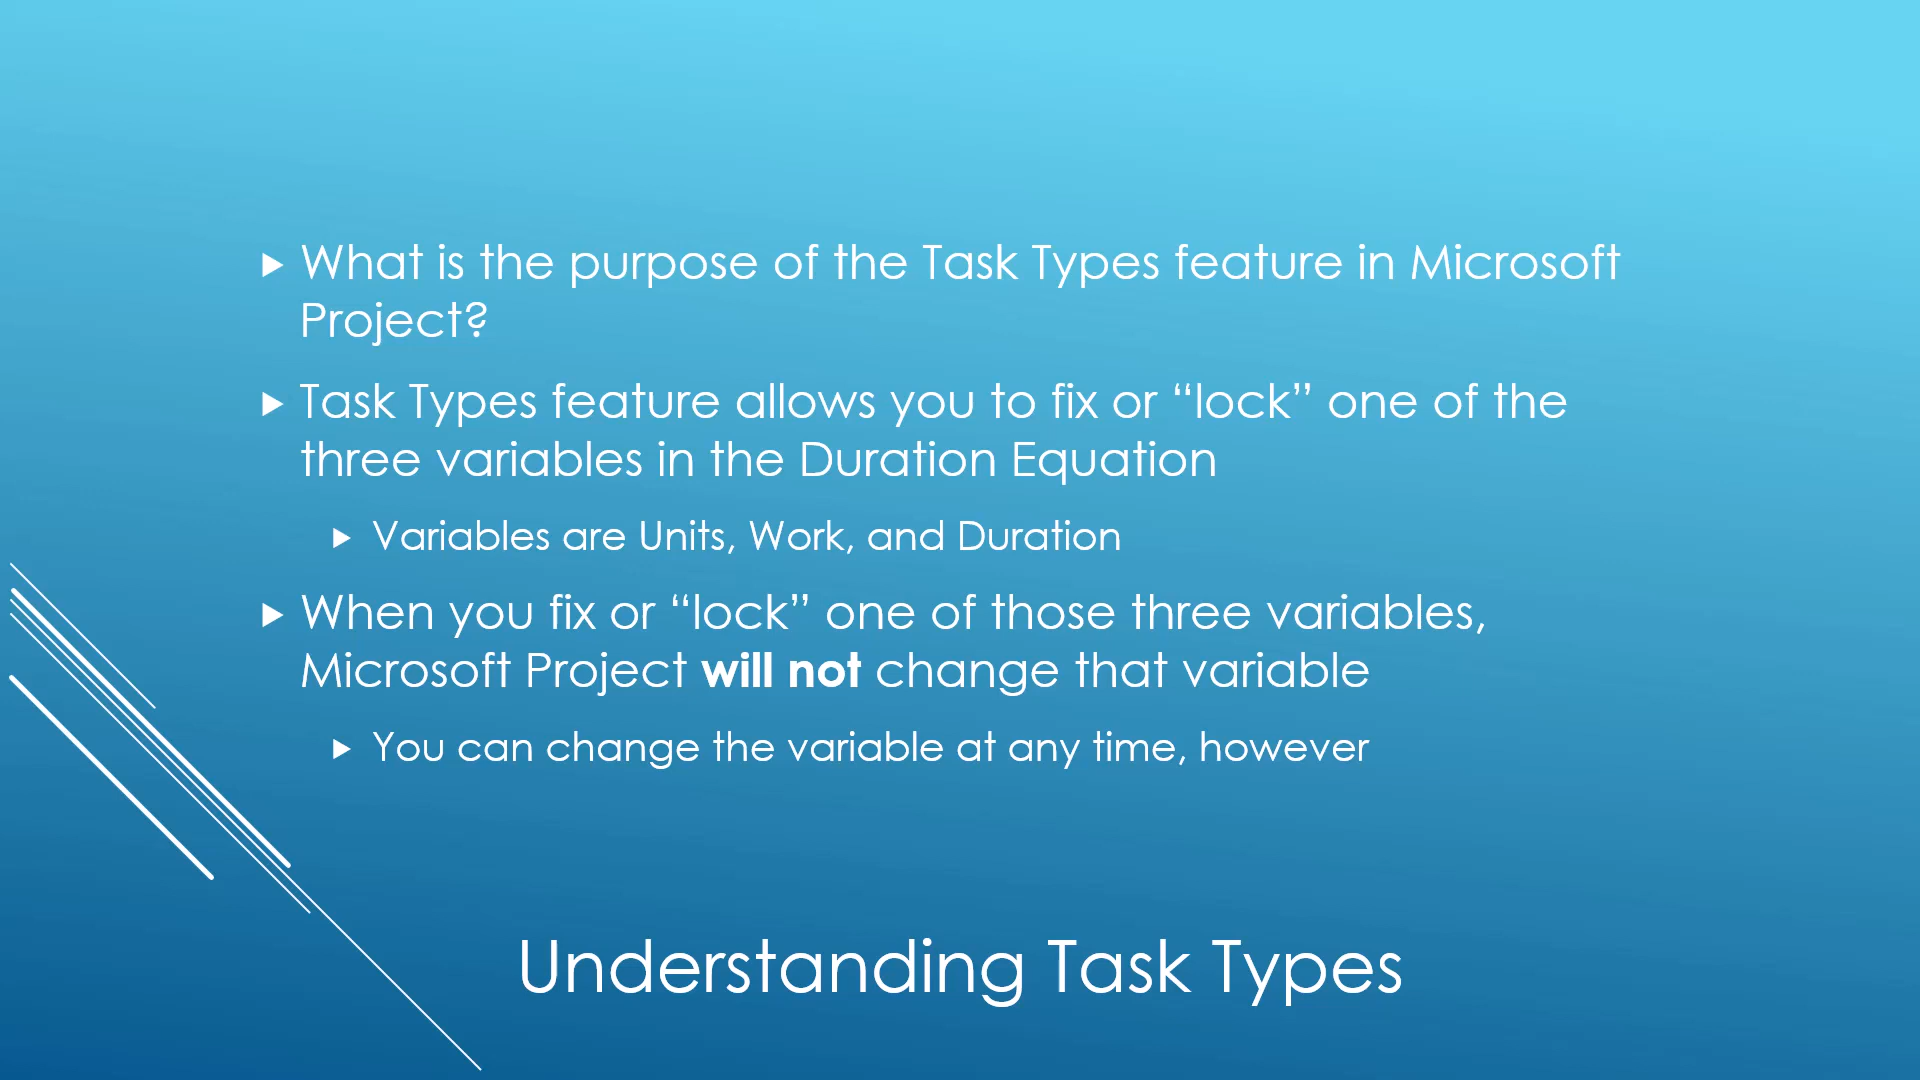 What is the purpose of the Task Types feature in Microsoft
Project?
Task Types feature allows you to fix or “lock” one of the
three variables in the Duration Equation
Variables are Units, Work, and Duration
When you fix or “lock” one of those three variables,
Microsoft Project will not change that variable
You can change the variable at any time, however
Understanding Task Types